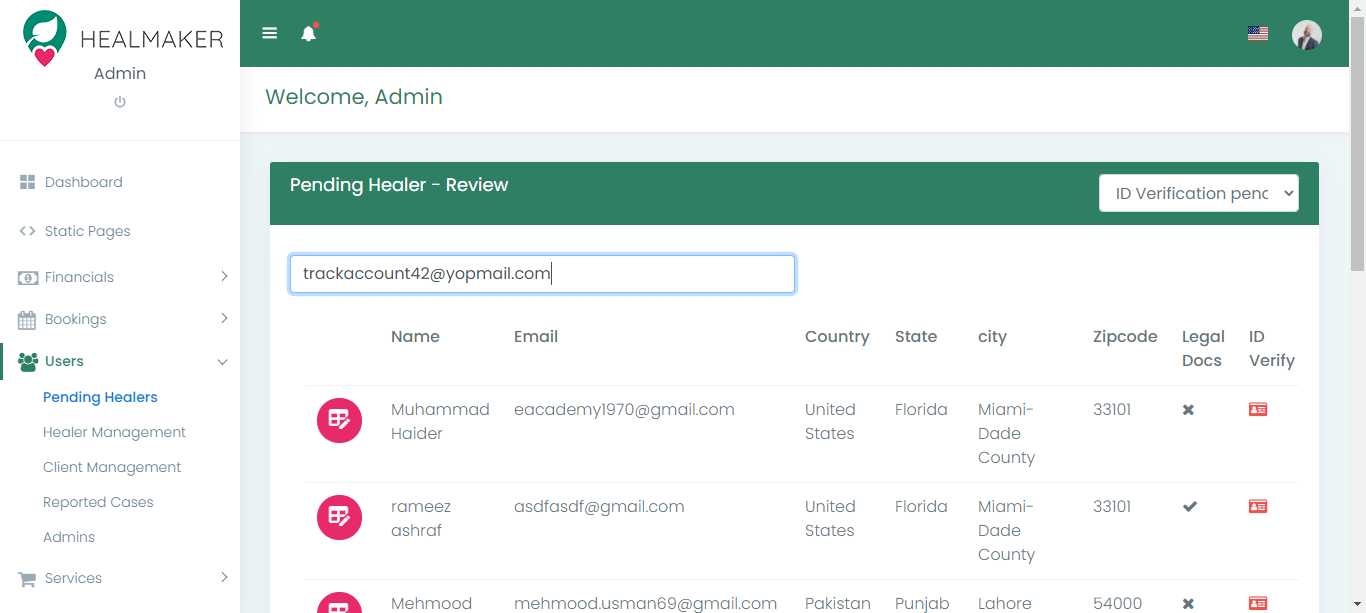 HEALMAKER
Admin
Welcome, Admin
Dashboard
Static Pages
Financials
Bookings
Users
Pending Healers
Healer Management
Client Management
Reported Cases
Admins
Services
Pending Healer - Review
ID Verification penc
trackaccount42@yopmail.com
Name Email Country State city Zipcode Legal Docs ID Verify
Muhammad Haider eacademy1970@gmail.com United States Florida Miami-Dade County 33101
rameez ashraf asdfasdf@gmail.com United States Florida Miami-Dade County 33101
Mehmood mehmood.usman69@gmail.com Pakistan Punjab Lahore 54000